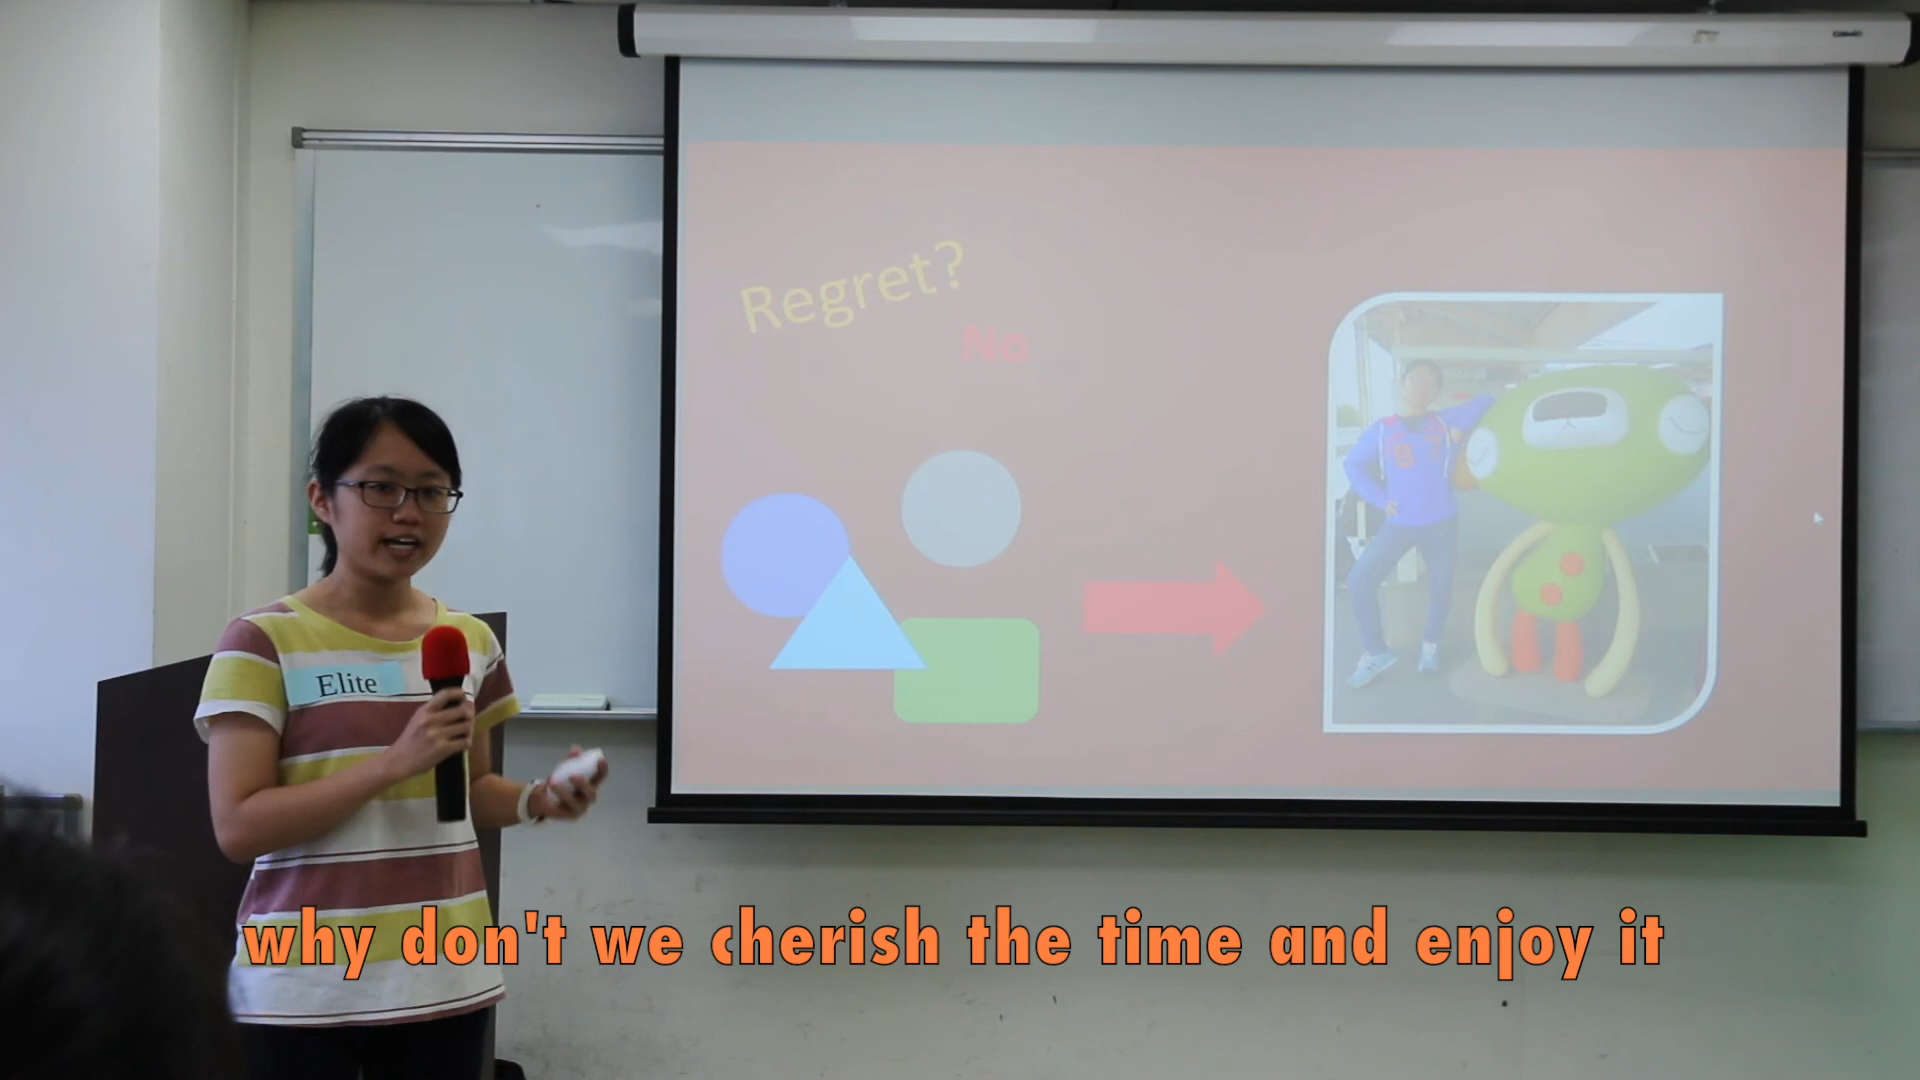 Regret?
No
Elite
why don't we cherish the time and enjoy it